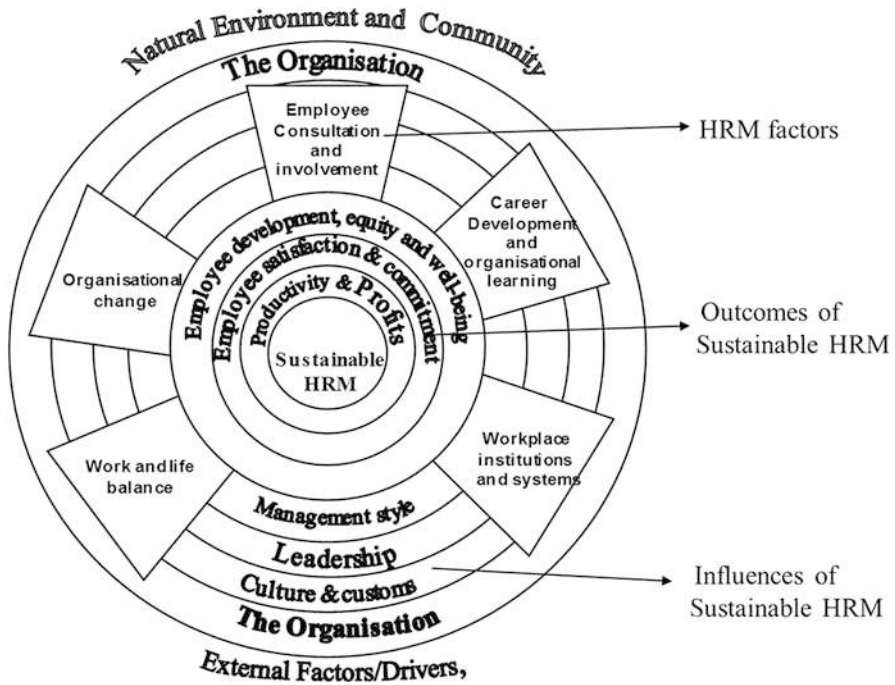 Natural Environment and Community
The Organisation
Employee
Consultation
and
involvement
HRM factors
Career
Development
and
organisational
learning
Organisational
change
Employee development, equity and well-being
Employee satisfaction & commitment
Productivity & Profits
Sustainable
HRM
Outcomes of
Sustainable HRM
Work and life
balance
Workplace
institutions
and systems
Management style
Leadership
Culture & customs
The Organisation
Influences of
Sustainable HRM
External Factors/Drivers,